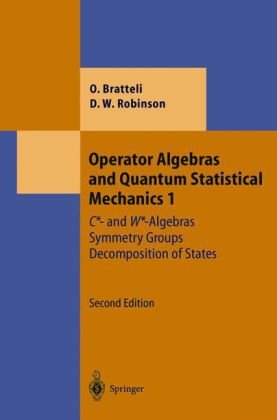 O. Bratteli
D. W. Robinson
Operator Algebras
and Quantum Statistical
Mechanics 1
C*- and W*-Algebras
Symmetry Groups
Decomposition of States
Second Edition
Springer